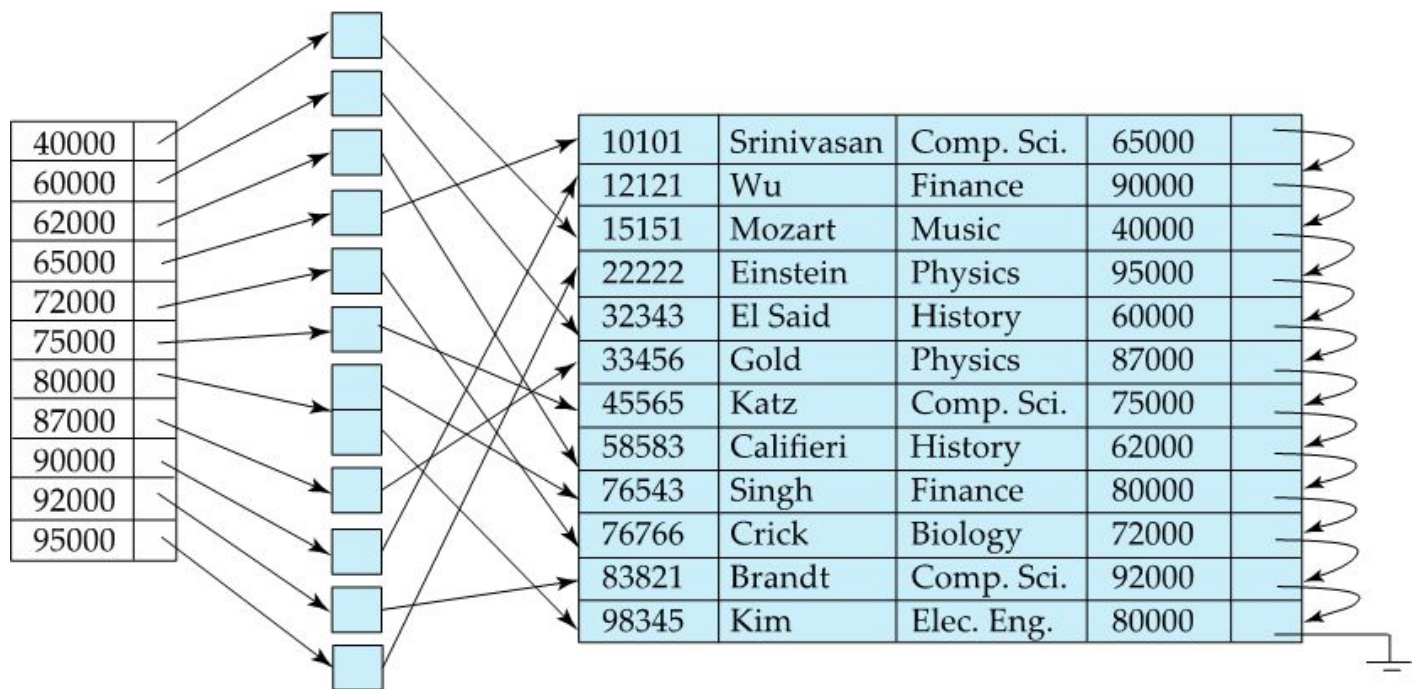 40000
60000
62000
65000
72000
75000
80000
87000
90000
92000
95000
10101 Srinivasan Comp. Sci. 65000
12121 Wu Finance 90000
15151 Mozart Music 40000
22222 Einstein Physics 95000
32343 El Said History 60000
33456 Gold Physics 87000
45565 Katz Comp. Sci. 75000
58583 Califieri History 62000
76543 Singh Finance 80000
76766 Crick Biology 72000
83821 Brandt Comp. Sci. 92000
98345 Kim Elec. Eng. 80000